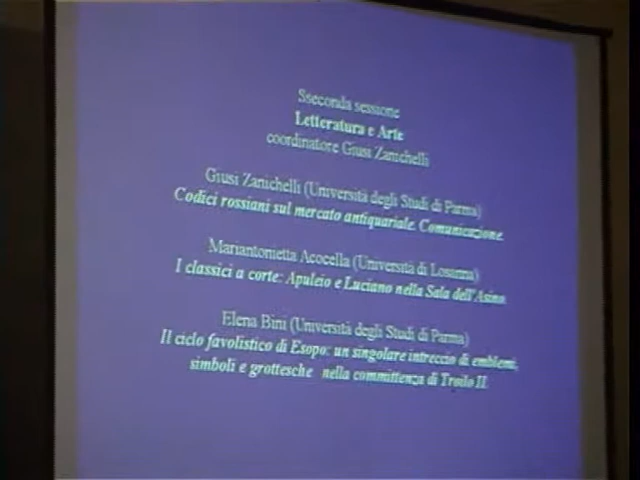 Sseconda sessione
Letteratura e Arte
coordinatore Giusi Zanichelli
Giusi Zanichelli (Università degli Studi di Parma)
Codici rossiani sul mercato antiquariale. Comunicazione.
Mariantonietta Acocella (Università di Losanna)
I classici a corte: Apuleio e Luciano nella Sala dell'Asino.
Elena Bini (Università degli Studi di Parma)
Il ciclo favolistico di Esopo: un singolare intreccio di emblemi,
simboli e grottesche nella committenza di Troilo II.